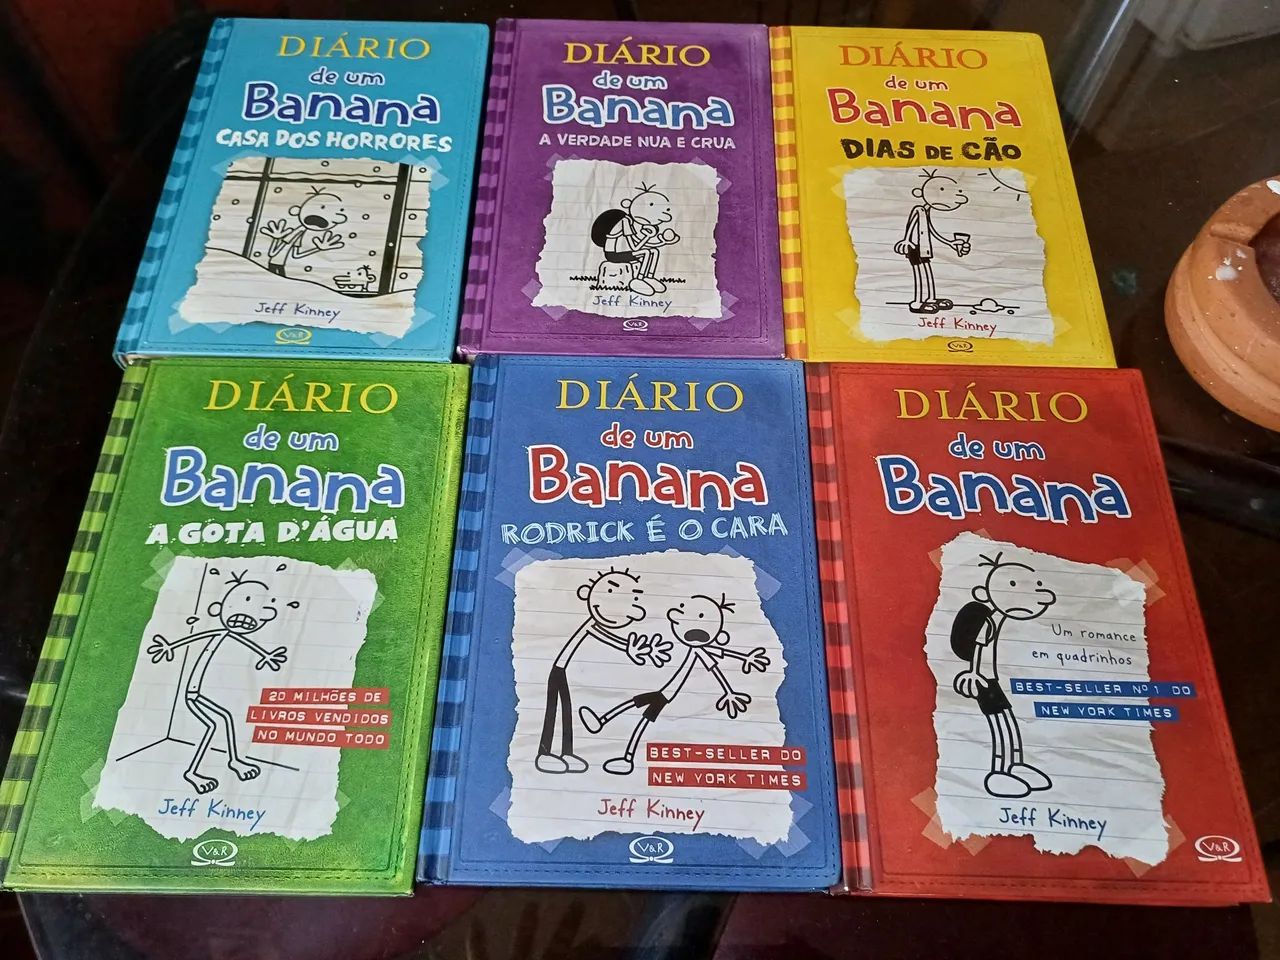 DIÁRIO
de um
Banana
CASA DOS HORRORES
Jeff Kinney
V&R
DIÁRIO
de um
Banana
A VERDADE NUA E CRUA
Jeff Kinney
V&R
DIÁRIO
de um
Banana
DIAS DE CÃO
Jeff Kinney
V&R
DIÁRIO
de um
Banana
A GOTA D'ÁGUA
20 MILHÕES DE
LIVROS VENDIDOS
NO MUNDO TODO
Jeff Kinney
V&R
DIÁRIO
de um
Banana
RODRICK É O CARA
BEST-SELLER DO
NEW YORK TIMES
Jeff Kinney
V&R
DIÁRIO
de um
Banana
Um romance
em quadrinhos
BEST-SELLER Nº 1 DO
NEW YORK TIMES
Jeff Kinney
V&R